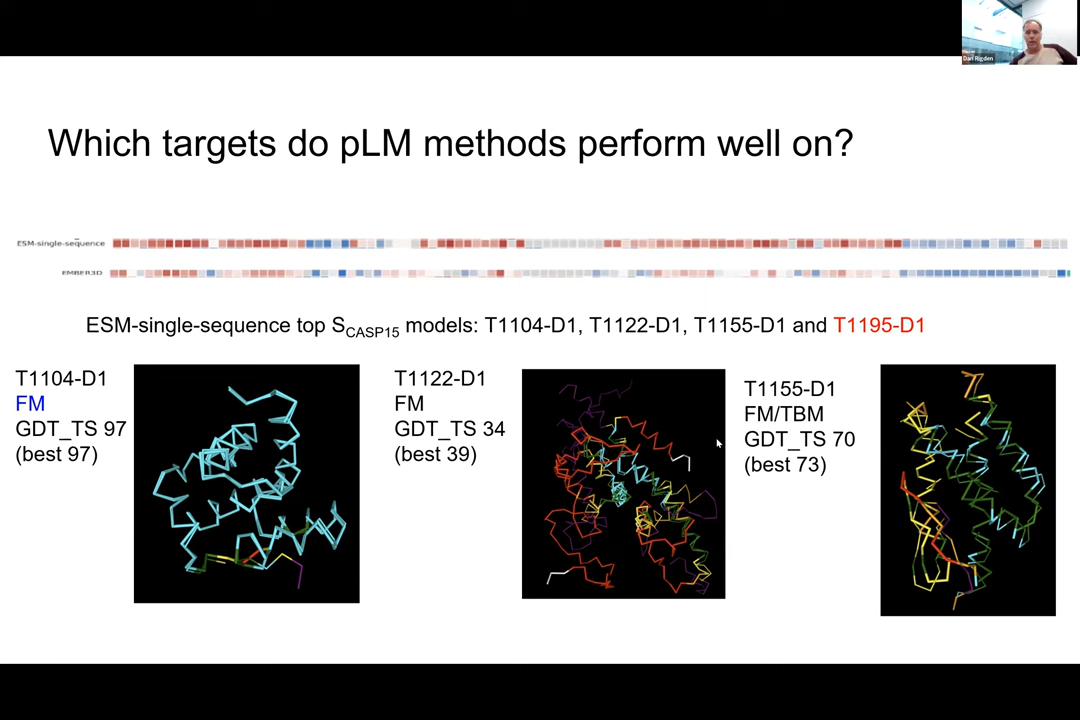 Dan Rigden
Which targets do pLM methods perform well on?
ESM-single-sequence
EMBER3D
ESM-single-sequence top SCASP15 models: T1104-D1, T1122-D1, T1155-D1 and T1195-D1
T1104-D1
FM
GDT_TS 97
(best 97)
T1122-D1
FM
GDT_TS 34
(best 39)
T1155-D1
FM/TBM
GDT_TS 70
(best 73)